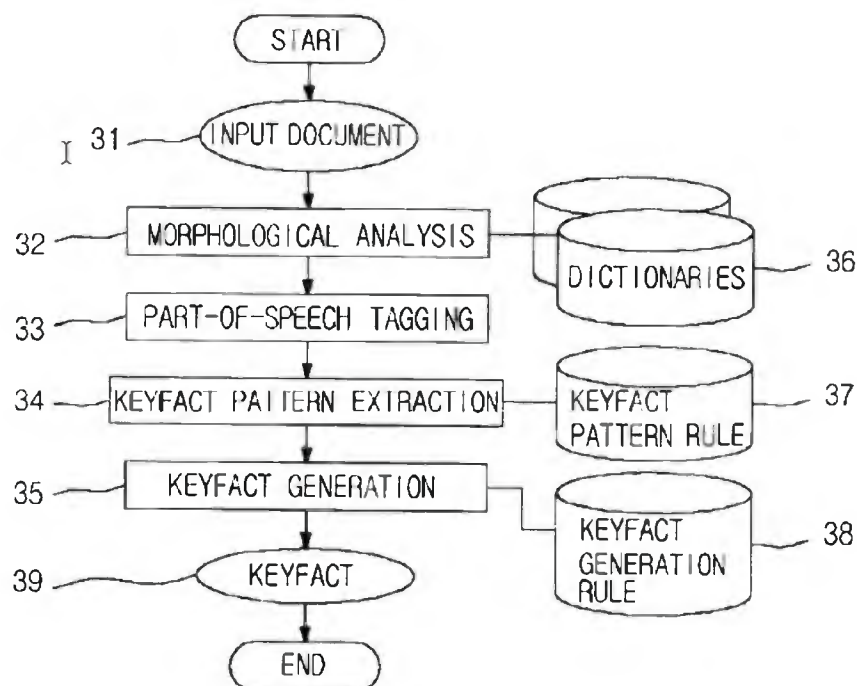 START
31
INPUT DOCUMENT
32
MORPHOLOGICAL ANALYSIS
DICTIONARIES
36
33
PART-OF-SPEECH TAGGING
34
KEYFACT PATTERN EXTRACTION
KEYFACT
PATTERN RULE
37
35
KEYFACT GENERATION
KEYFACT
GENERATION
RULE
38
39
KEYFACT
END